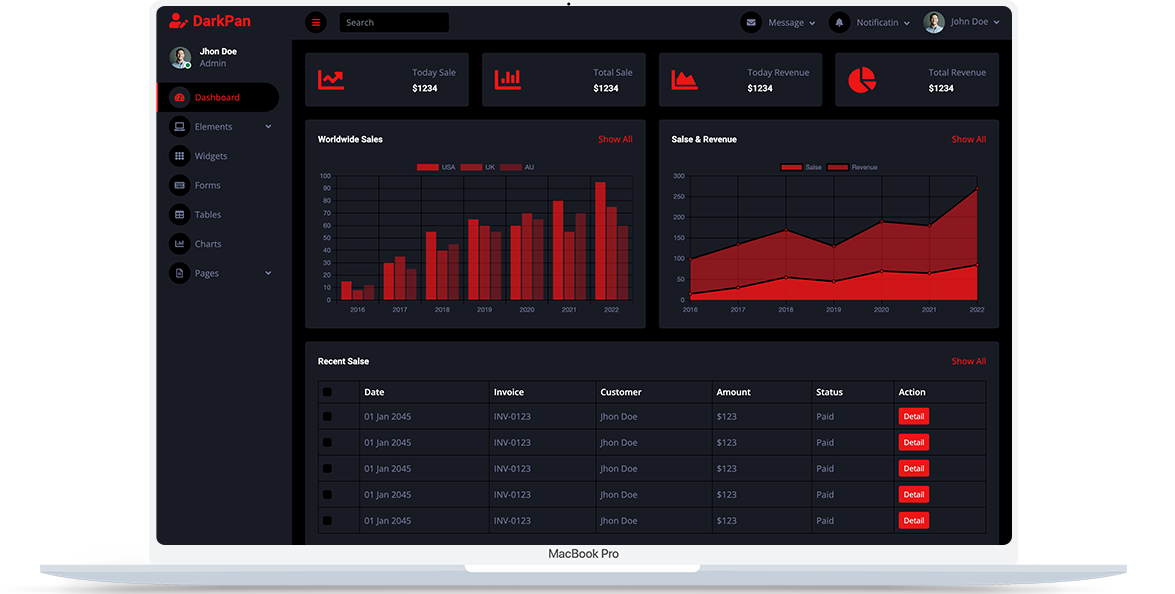 DarkPan
Search
Message
Notificatin
John Doe
Jhon Doe
Admin
Dashboard
Elements
Widgets
Forms
Tables
Charts
Pages
Today Sale
$1234
Total Sale
$1234
Today Revenue
$1234
Total Revenue
$1234
Worldwide Sales Show All
USA UK AU
100
90
80
70
60
50
40
30
20
10
0
2016 2017 2018 2019 2020 2021 2022
Salse & Revenue Show All
Salse Revenue
300
250
200
150
100
50
0
2016 2017 2018 2019 2020 2021 2022
Recent Salse Show All
Date Invoice Customer Amount Status Action
01 Jan 2045 INV-0123 Jhon Doe $123 Paid Detail
01 Jan 2045 INV-0123 Jhon Doe $123 Paid Detail
01 Jan 2045 INV-0123 Jhon Doe $123 Paid Detail
01 Jan 2045 INV-0123 Jhon Doe $123 Paid Detail
01 Jan 2045 INV-0123 Jhon Doe $123 Paid Detail
MacBook Pro